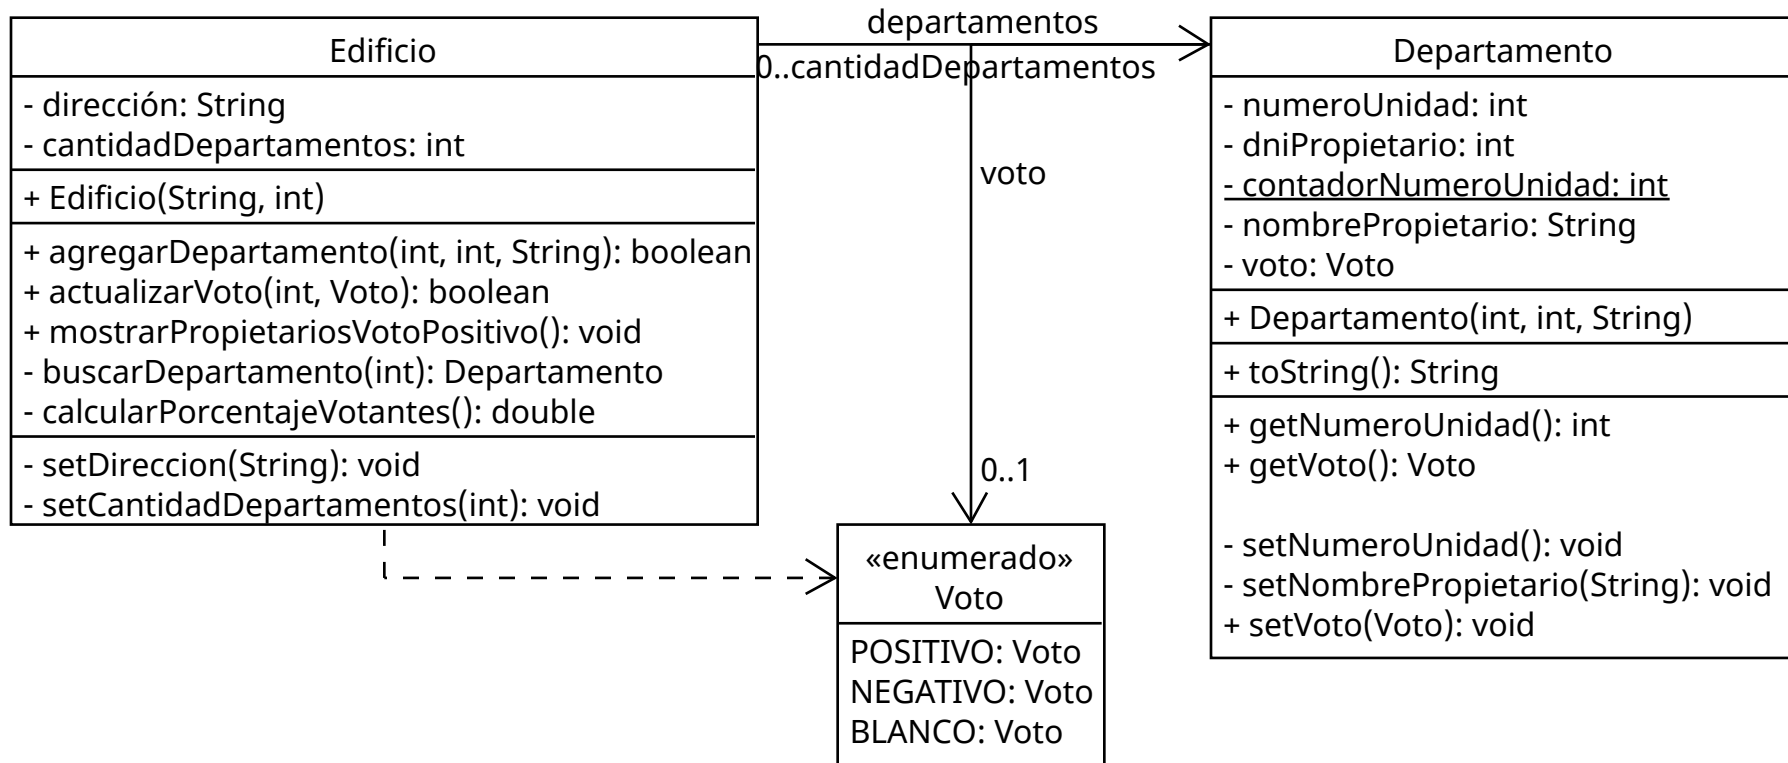 Edificio
- dirección: String
- cantidadDepartamentos: int
+ Edificio(String, int)
+ agregarDepartamento(int, int, String): boolean
+ actualizarVoto(int, Voto): boolean
+ mostrarPropietariosVotoPositivo(): void
- buscarDepartamento(int): Departamento
- calcularPorcentajeVotantes(): double
- setDireccion(String): void
- setCantidadDepartamentos(int): void
departamentos
0..cantidadDepartamentos
voto
0..1
«enumerado»
Voto
POSITIVO: Voto
NEGATIVO: Voto
BLANCO: Voto
Departamento
- numeroUnidad: int
- dniPropietario: int
- contadorNumeroUnidad: int
- nombrePropietario: String
- voto: Voto
+ Departamento(int, int, String)
+ toString(): String
+ getNumeroUnidad(): int
+ getVoto(): Voto
- setNumeroUnidad(): void
- setNombrePropietario(String): void
+ setVoto(Voto): void